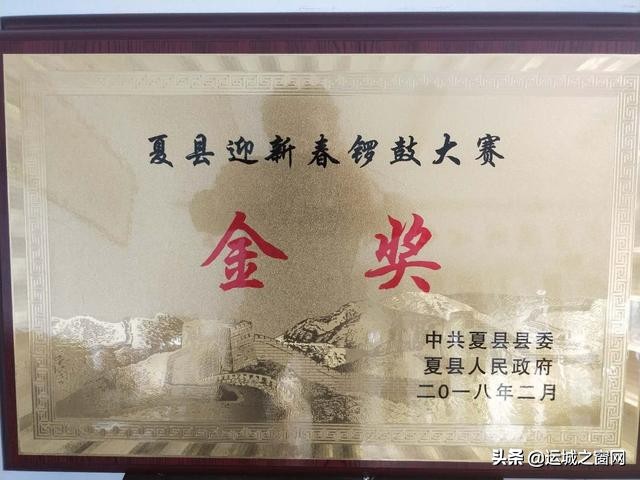 夏县迎新春锣鼓大赛
金奖
中共夏县县委
夏县人民政府
二0一八年二月
头条 @运城之窗网